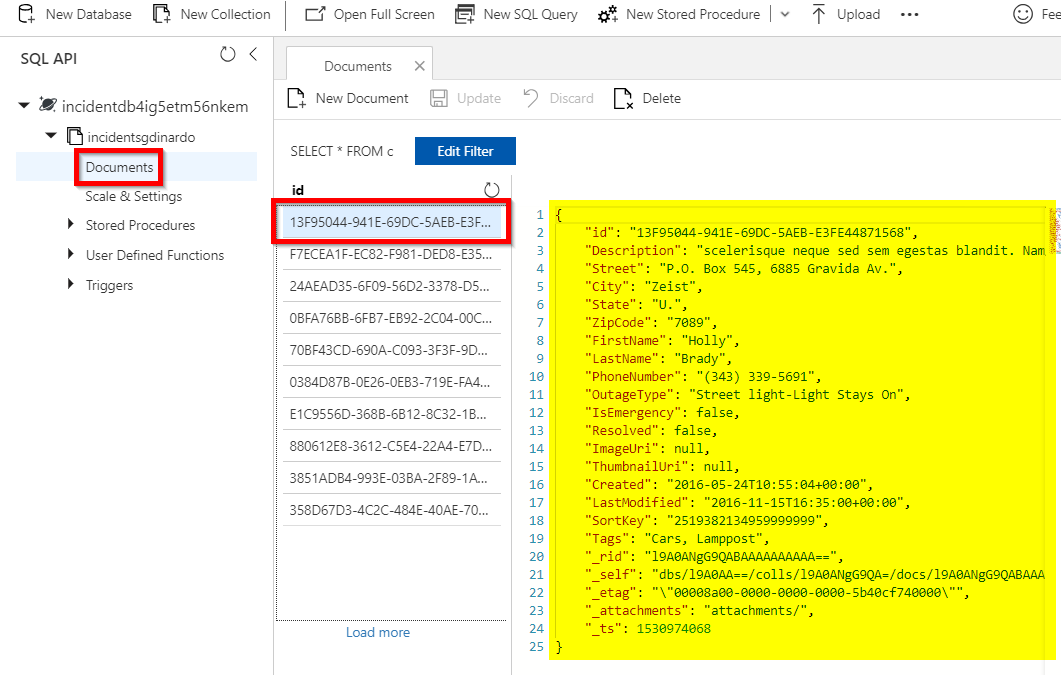 New Database New Collection Open Full Screen New SQL Query New Stored Procedure Upload ••• Fee
SQL API
incidentdb4ig5etm56nkem
incidentsgdinardo
Documents
Scale & Settings
Stored Procedures
User Defined Functions
Triggers
Documents
New Document Update Discard Delete
SELECT * FROM c Edit Filter
id
13F95044-941E-69DC-5AEB-E3F...
F7ECEA1F-EC82-F981-DED8-E35...
24AEAD35-6F09-56D2-3378-D5...
0BFA76BB-6FB7-EB92-2C04-00C...
70BF43CD-690A-C093-3F3F-9D...
0384D87B-0E26-0EB3-719E-FA4...
E1C9556D-368B-6B12-8C32-1B...
880612E8-3612-C5E4-22A4-E7D...
3851ADB4-993E-03BA-2F89-1A...
358D67D3-4C2C-484E-40AE-70...
Load more
1 {
2 "id": "13F95044-941E-69DC-5AEB-E3FE44871568",
3 "Description": "scelerisque neque sed sem egestas blandit. Nam
4 "Street": "P.O. Box 545, 6885 Gravida Av.",
5 "City": "Zeist",
6 "State": "U.",
7 "ZipCode": "7089",
8 "FirstName": "Holly",
9 "LastName": "Brady",
10 "PhoneNumber": "(343) 339-5691",
11 "OutageType": "Street light-Light Stays On",
12 "IsEmergency": false,
13 "Resolved": false,
14 "ImageUri": null,
15 "ThumbnailUri": null,
16 "Created": "2016-05-24T10:55:04+00:00",
17 "LastModified": "2016-11-15T16:35:00+00:00",
18 "SortKey": "2519382134959999999",
19 "Tags": "Cars, Lamppost",
20 "_rid": "l9A0ANgG9QABAAAAAAAAAA==",
21 "_self": "dbs/l9A0AA==/colls/l9A0ANgG9QA=/docs/l9A0ANgG9QABAAA
22 "_etag": "\"00008a00-0000-0000-0000-5b40cf740000\"",
23 "_attachments": "attachments/",
24 "_ts": 1530974068
25 }